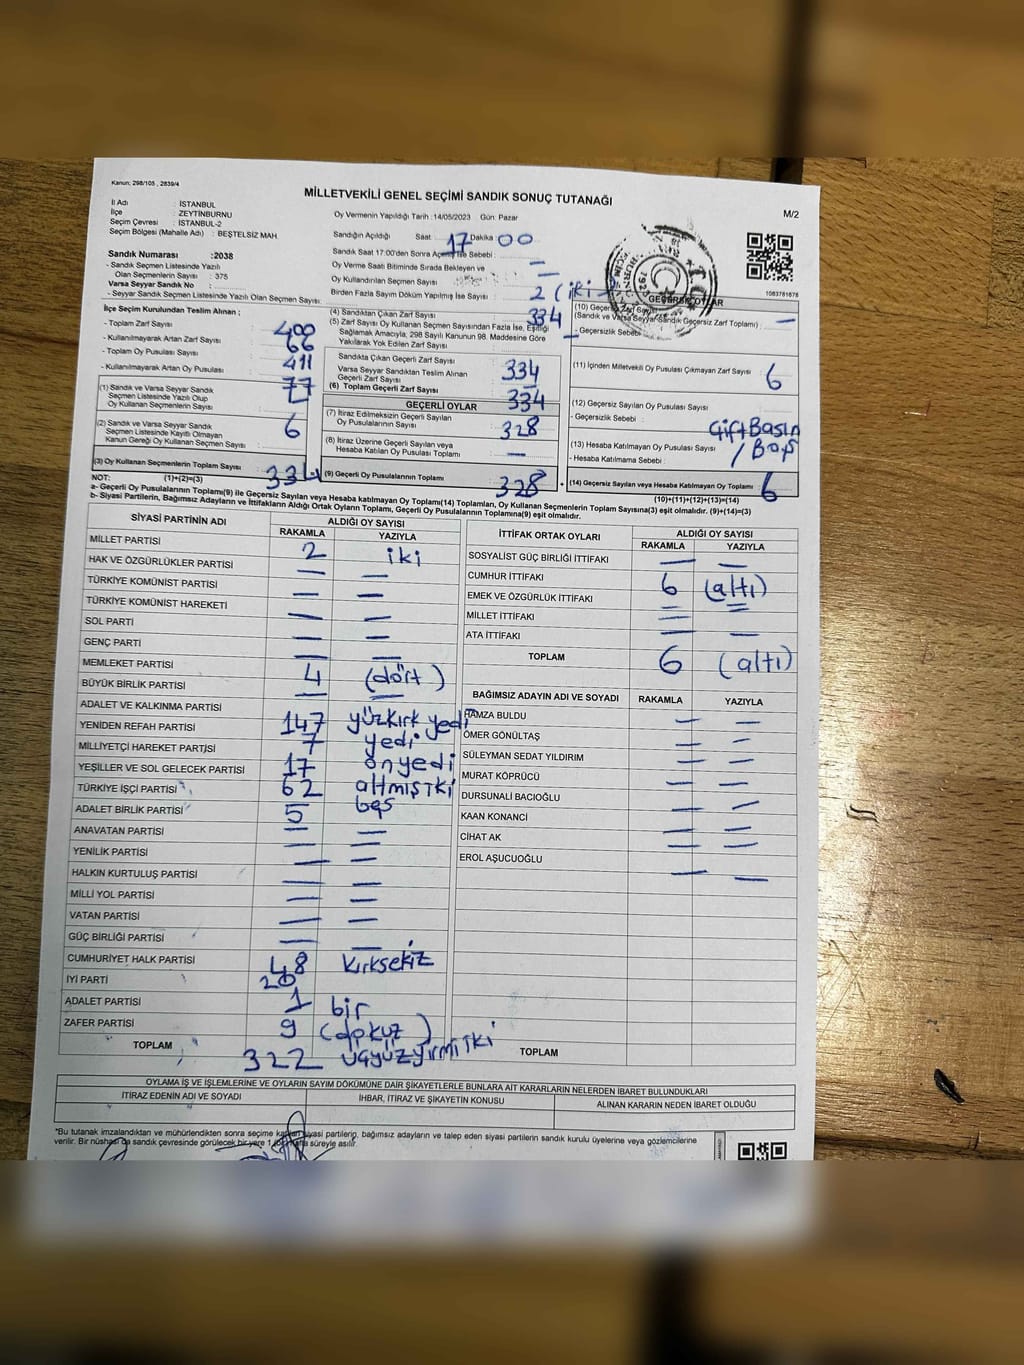 Kanun; 298/105 , 2839/4
MİLLETVEKİLİ GENEL SEÇİMİ SANDIK SONUÇ TUTANAĞI
M/2
İl Adı : İSTANBUL
İlçe : ZEYTİNBURNU
Seçim Çevresi : İSTANBUL-2
Seçim Bölgesi (Mahalle Adı) : BEŞTELSİZ MAH.
Oy Vermenin Yapıldığı Tarih :14/05/2023 Gün: Pazar
Sandığın Açıldığı Saat 17 Dakika 00
Sandık Saat 17:00'den Sonra Açılmış İse Sebebi : —
Oy Verme Saati Bitiminde Sırada Bekleyen ve
Oy Kullandırılan Seçmen Sayısı —
Birden Fazla Sayım Döküm Yapılmış İse Sayısı : 2 (iki)
1083781678
Sandık Numarası :2038
- Sandık Seçmen Listesinde Yazılı
Olan Seçmenlerin Sayısı : 375
Varsa Seyyar Sandık No :
- Seyyar Sandık Seçmen Listesinde Yazılı Olan Seçmen Sayısı:
İlçe Seçim Kurulundan Teslim Alınan ;
- Toplam Zarf Sayısı 400
- Kullanılmayarak Artan Zarf Sayısı 66
- Toplam Oy Pusulası Sayısı 411
- Kullanılmayarak Artan Oy Pusulası 77
(1) Sandık ve Varsa Seyyar Sandık
Seçmen Listesinde Yazılı Olup
Oy Kullanan Seçmenlerin Sayısı
(2) Sandık ve Varsa Seyyar Sandık
Seçmen Listesinde Kayıtlı Olmayan
Kanun Gereği Oy Kullanan Seçmen Sayısı : 6
(3) Oy Kullanan Seçmenlerin Toplam Sayısı 334
(1)+(2)=(3)
(4) Sandıktan Çıkan Zarf Sayısı 334
(5) Zarf Sayısı Oy Kullanan Seçmen Sayısından Fazla İse, Eşitliği
Sağlamak Amacıyla, 298 Sayılı Kanunun 98. Maddesine Göre
Yakılarak Yok Edilen Zarf Sayısı
Sandıkta Çıkan Geçerli Zarf Sayısı 334
Varsa Seyyar Sandıktan Teslim Alınan
Geçerli Zarf Sayısı —
(6) Toplam Geçerli Zarf Sayısı 334
GEÇERLİ OYLAR
(7) İtiraz Edilmeksizin Geçerli Sayılan
Oy Pusulalarının Sayısı 328
(8) İtiraz Üzerine Geçerli Sayılan veya
Hesaba Katılan Oy Pusulası Toplamı —
(9) Geçerli Oy Pusulalarının Toplamı 328
GEÇERSİZ OYLAR
(10) Geçersiz Zarf Sayısı
(Sandık ve Varsa Seyyar Sandık Geçersiz Zarf Toplamı) —
- Geçersizlik Sebebi
(11) İçinden Milletvekili Oy Pusulası Çıkmayan Zarf Sayısı 6
(12) Geçersiz Sayılan Oy Pusulası Sayısı
- Geçersizlik Sebebi : Çift Basın
(13) Hesaba Katılmayan Oy Pusulası Sayısı / Boş
- Hesaba Katılmama Sebebi
(14) Geçersiz Sayılan veya Hesaba Katılmayan Oy Toplamı 6
(10)+(11)+(12)+(13)=(14)
NOT:
a- Geçerli Oy Pusulalarının Toplamı(9) ile Geçersiz Sayılan veya Hesaba katılmayan Oy Toplamı(14) Toplamları, Oy Kullanan Seçmenlerin Toplam Sayısına(3) eşit olmalıdır. (9)+(14)=(3)
b- Siyasi Partilerin, Bağımsız Adayların ve İttifakların Aldığı Ortak Oyların Toplamı, Geçerli Oy Pusulalarının Toplamına(9) eşit olmalıdır.
SİYASİ PARTİNİN ADI ALDIĞI OY SAYISI
RAKAMLA YAZIYLA
MİLLET PARTİSİ 2 iki
HAK VE ÖZGÜRLÜKLER PARTİSİ — —
TÜRKİYE KOMÜNİST PARTİSİ — —
TÜRKİYE KOMÜNİST HAREKETİ — —
SOL PARTİ — —
GENÇ PARTİ — —
MEMLEKET PARTİSİ 4 (dört)
BÜYÜK BİRLİK PARTİSİ — —
ADALET VE KALKINMA PARTİSİ 147 yüzkırk yedi
YENİDEN REFAH PARTİSİ 7 yedi
MİLLİYETÇİ HAREKET PARTİSİ 17 onyedi
YEŞİLLER VE SOL GELECEK PARTİSİ 62 altmışiki
TÜRKİYE İŞÇİ PARTİSİ 5 beş
ADALET BİRLİK PARTİSİ — —
ANAVATAN PARTİSİ — —
YENİLİK PARTİSİ — —
HALKIN KURTULUŞ PARTİSİ — —
MİLLİ YOL PARTİSİ — —
VATAN PARTİSİ — —
GÜÇ BİRLİĞİ PARTİSİ — —
CUMHURİYET HALK PARTİSİ 48 kırksekiz
İYİ PARTİ 20
ADALET PARTİSİ 1 bir
ZAFER PARTİSİ 9 (dokuz)
TOPLAM 322 üçyüzyirmiiki
İTTİFAK ORTAK OYLARI ALDIĞI OY SAYISI
RAKAMLA YAZIYLA
SOSYALİST GÜÇ BİRLİĞİ İTTİFAKI — —
CUMHUR İTTİFAKI 6 (altı)
EMEK VE ÖZGÜRLÜK İTTİFAKI — —
MİLLET İTTİFAKI — —
ATA İTTİFAKI — —
TOPLAM 6 (altı)
BAĞIMSIZ ADAYIN ADI VE SOYADI RAKAMLA YAZIYLA
HAMZA BULDU — —
ÖMER GÖNÜLTAŞ — —
SÜLEYMAN SEDAT YILDIRIM — —
MURAT KÖPRÜCÜ — —
DURSUNALİ BACIOĞLU — —
KAAN KONANCİ — —
CİHAT AK — —
EROL AŞUCUOĞLU — —
TOPLAM
OYLAMA İŞ VE İŞLEMLERİNE VE OYLARIN SAYIM DÖKÜMÜNE DAİR ŞİKAYETLERLE BUNLARA AİT KARARLARIN NELERDEN İBARET BULUNDUKLARI
İTİRAZ EDENİN ADI VE SOYADI İHBAR, İTİRAZ VE ŞİKAYETİN KONUSU ALINAN KARARIN NEDEN İBARET OLDUĞU
*Bu tutanak imzalandıktan ve mühürlendikten sonra seçime katılan siyasi partilerin, bağımsız adayların ve talep eden siyasi partilerin sandık kurulu üyelerine veya gözlemcilerine
verilir. Bir nüshası da sandık çevresinde görülecek bir yere 1 hafta süreyle asılır.